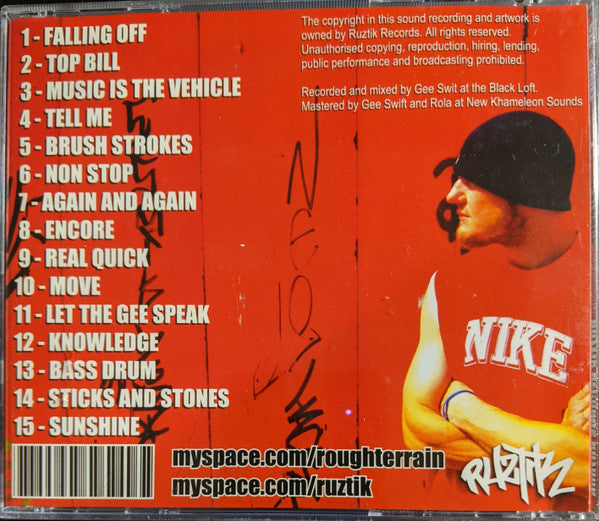 1 - FALLING OFF
2 - TOP BILL
3 - MUSIC IS THE VEHICLE
4 - TELL ME
5 - BRUSH STROKES
6 - NON STOP
7 - AGAIN AND AGAIN
8 - ENCORE
9 - REAL QUICK
10 - MOVE
11 - LET THE GEE SPEAK
12 - KNOWLEDGE
13 - BASS DRUM
14 - STICKS AND STONES
15 - SUNSHINE
The copyright in this sound recording and artwork is
owned by Ruztik Records. All rights reserved.
Unauthorised copying, reproduction, hiring, lending,
public performance and broadcasting prohibited.
Recorded and mixed by Gee Swit at the Black Loft.
Mastered by Gee Swift and Rola at New Khameleon Sounds
NIKE
myspace.com/roughterrain
myspace.com/ruztik
RUZTIK